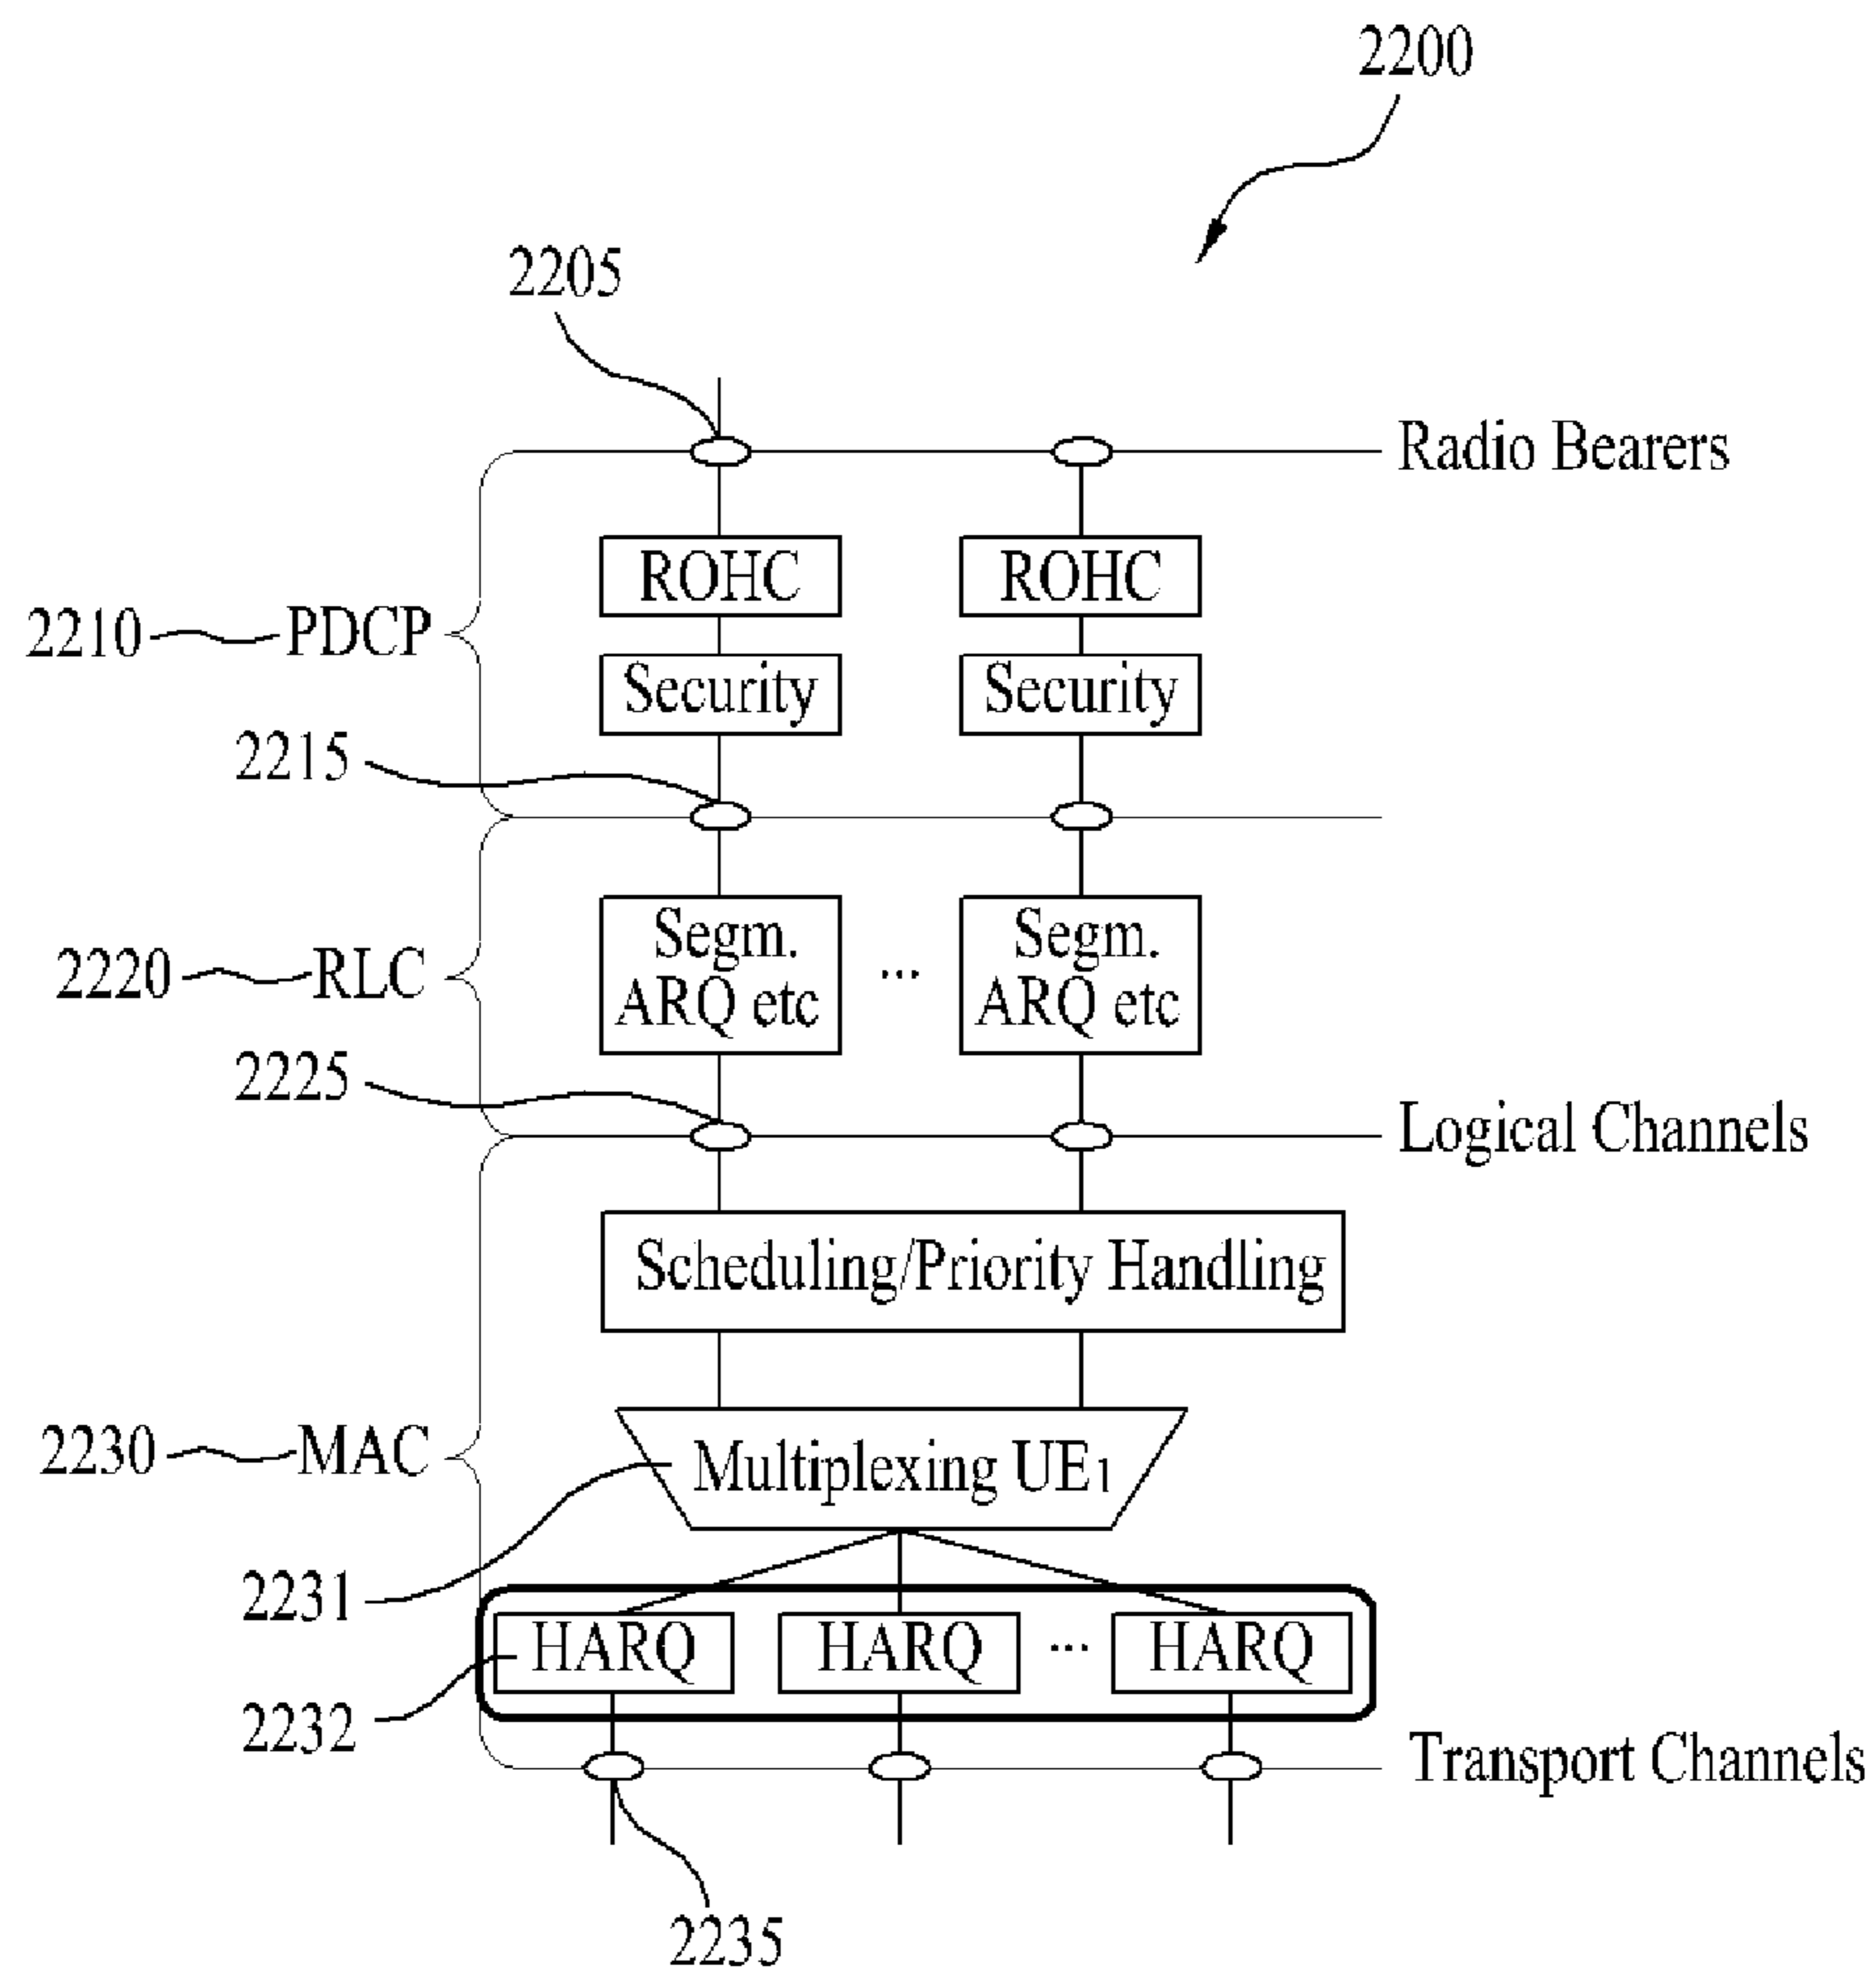 2200
2205
Radio Bearers
ROHC ROHC
2210 PDCP
Security Security
2215
Segm. ARQ etc ... Segm. ARQ etc
2220 RLC
2225
Logical Channels
Scheduling/Priority Handling
2230 MAC
Multiplexing UE1
2231
HARQ HARQ ... HARQ
2232
Transport Channels
2235